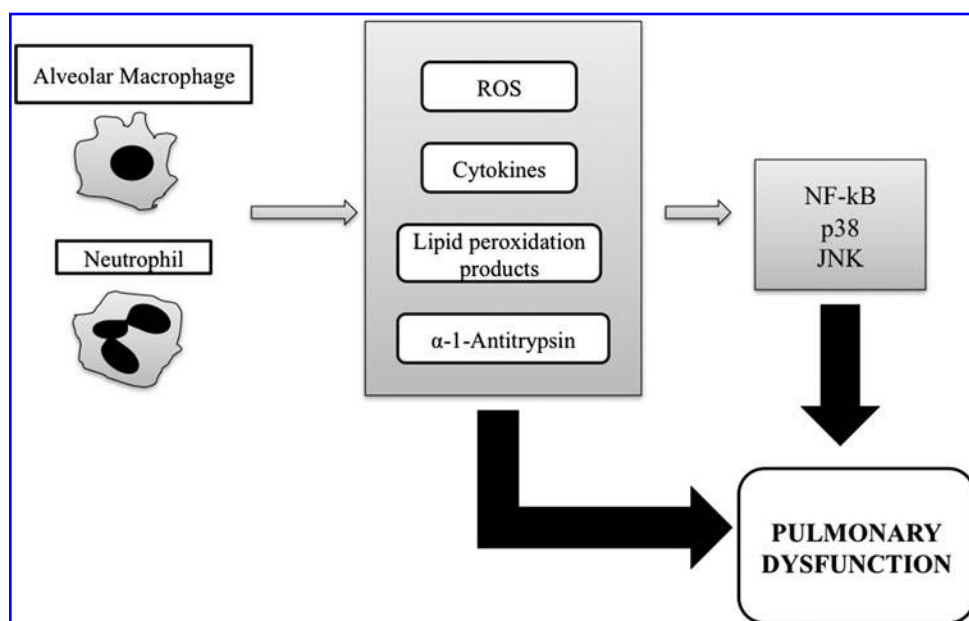 Alveolar Macrophage
Neutrophil
ROS
Cytokines
Lipid peroxidation
products
α-1-Antitrypsin
NF-kB
p38
JNK
PULMONARY
DYSFUNCTION